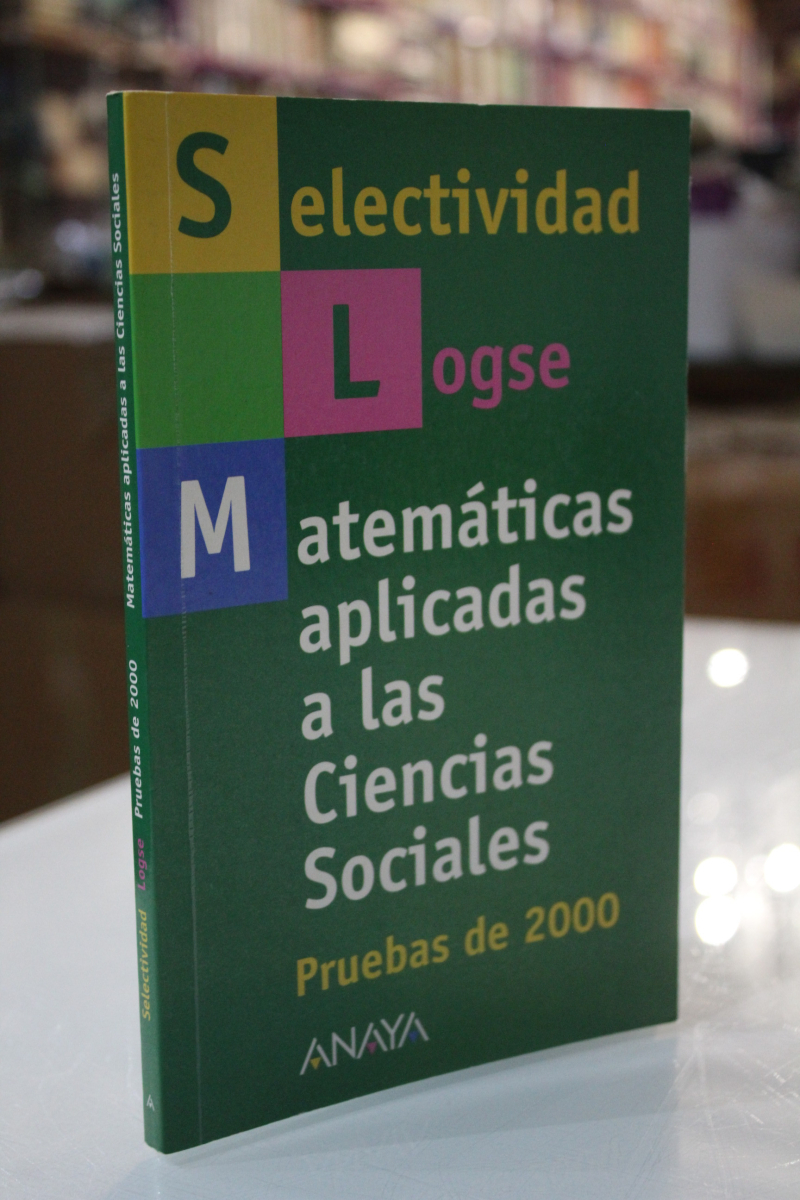 Selectividad
Logse
Matemáticas
aplicadas
a las
Ciencias
Sociales
Pruebas de 2000
ANAYA
Selectividad Logse Pruebas de 2000 Matemáticas aplicadas a las Ciencias Sociales